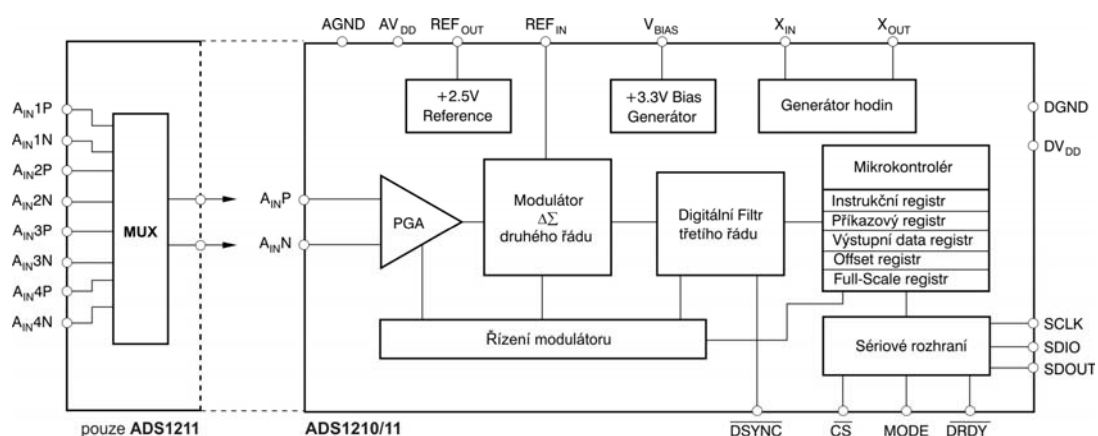 AGND
AVDD
REFOUT
REFIN
VBIAS
XIN
XOUT
AIN1P
AIN1N
AIN2P
AIN2N
AIN3P
AIN3N
AIN4P
AIN4N
MUX
AINP
AINN
PGA
+2.5V
Reference
+3.3V Bias
Generátor
Generátor hodin
DGND
DVDD
Modulátor
ΔΣ
druhého řádu
Digitální Filtr
třetího řádu
Mikrokontrolér
Instrukční registr
Příkazový registr
Výstupní data registr
Offset registr
Full-Scale registr
Řízení modulátoru
Sériové rozhraní
SCLK
SDIO
SDOUT
pouze ADS1211
ADS1210/11
DSYNC
CS
MODE
DRDY